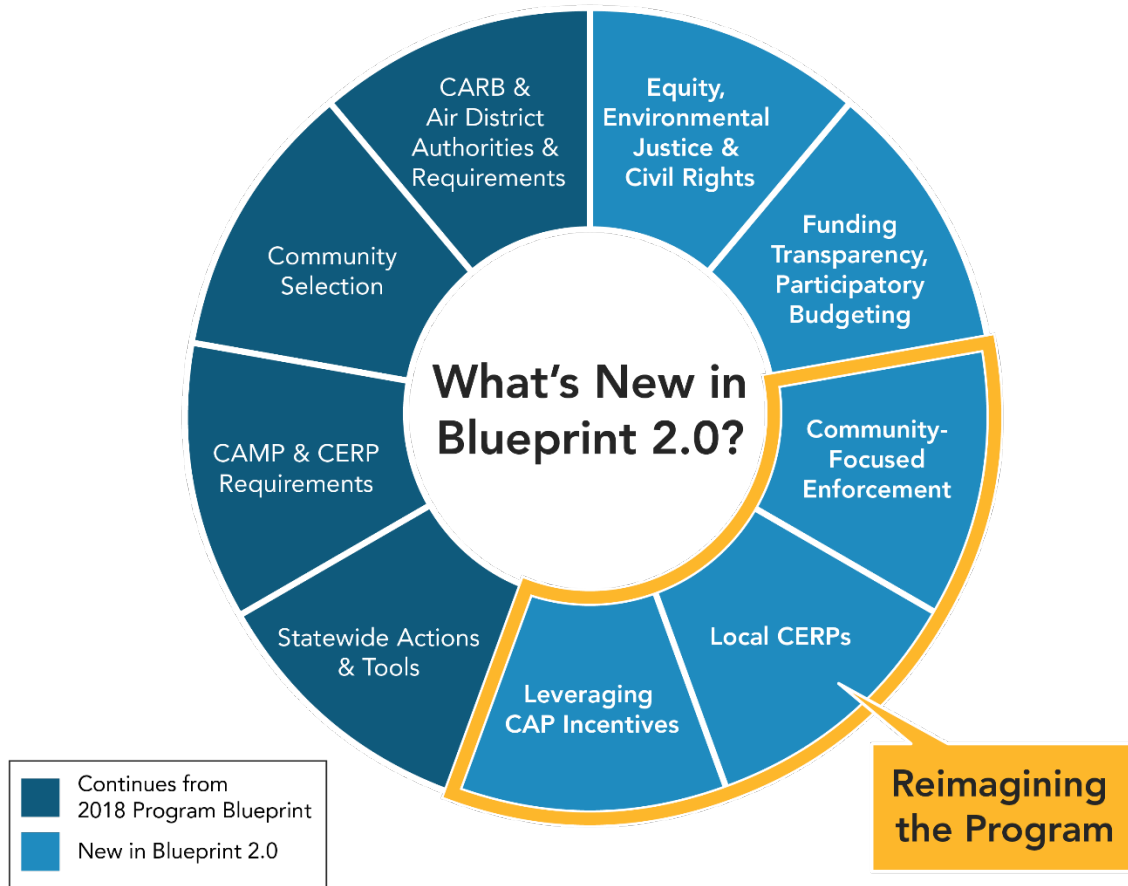 What's New in
Blueprint 2.0?
Equity,
Environmental
Justice &
Civil Rights
Funding
Transparency,
Participatory
Budgeting
Community-
Focused
Enforcement
Local CERPs
Leveraging
CAP Incentives
Statewide Actions
& Tools
CAMP & CERP
Requirements
Community
Selection
CARB &
Air District
Authorities &
Requirements
Reimagining
the Program
Continues from
2018 Program Blueprint
New in Blueprint 2.0